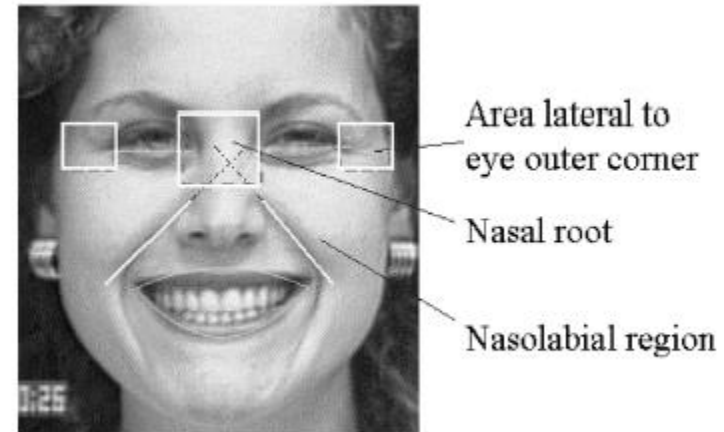 Area lateral to
eye outer corner
Nasal root
Nasolabial region
0:25